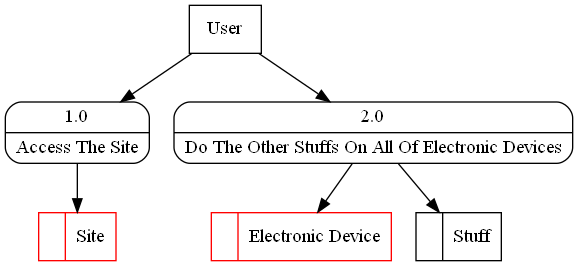 User
1.0
Access The Site
2.0
Do The Other Stuffs On All Of Electronic Devices
Site
Electronic Device
Stuff